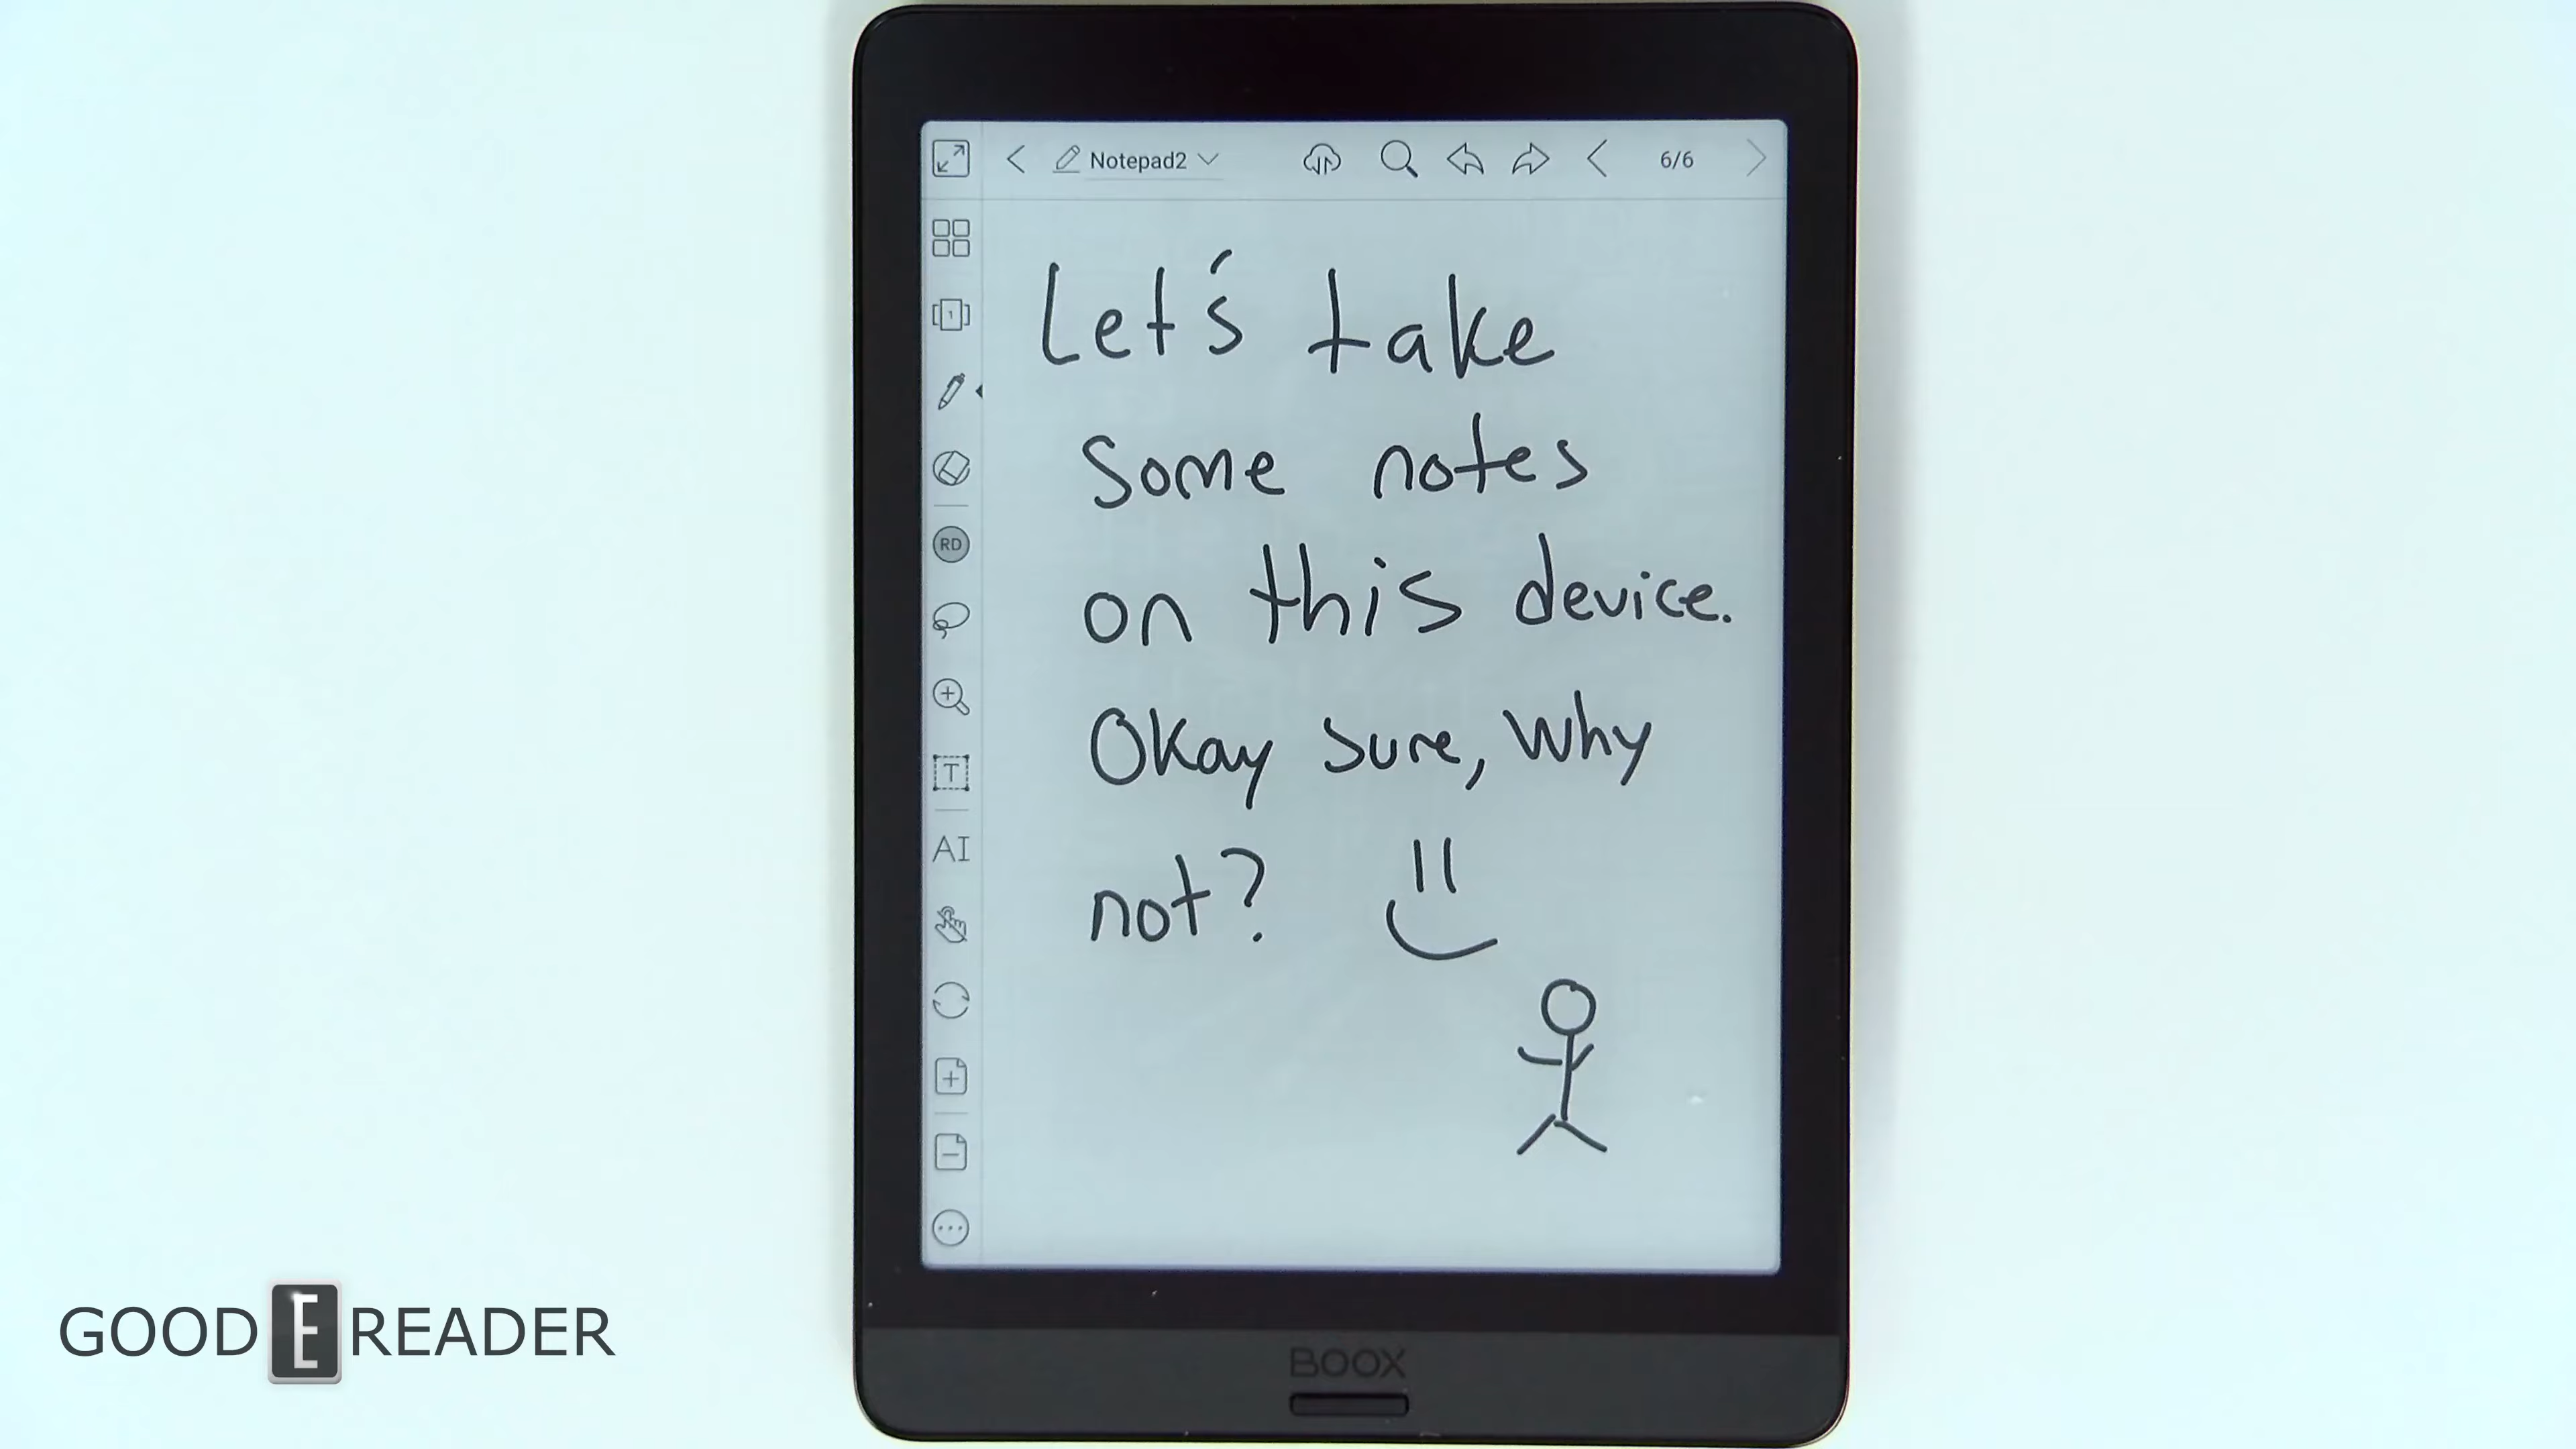 Notepad2 6/6
1
Let's take
some notes
RD
on this device.
Okay sure, why
T
AI
not?
GOOD E READER
BOOX